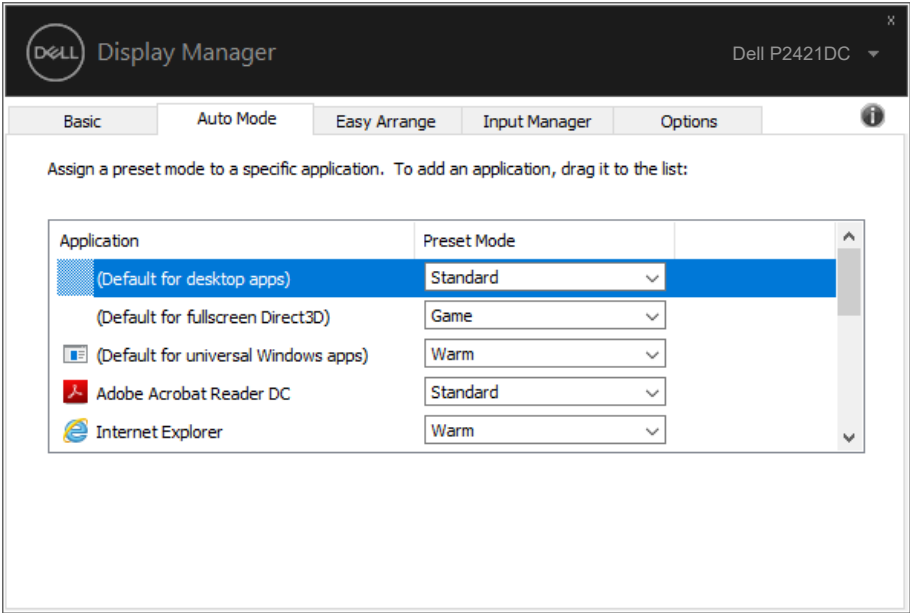 x
DELL Display Manager Dell P2421DC
Basic Auto Mode Easy Arrange Input Manager Options
Assign a preset mode to a specific application. To add an application, drag it to the list:
Application Preset Mode
(Default for desktop apps) Standard
(Default for fullscreen Direct3D) Game
(Default for universal Windows apps) Warm
Adobe Acrobat Reader DC Standard
Internet Explorer Warm